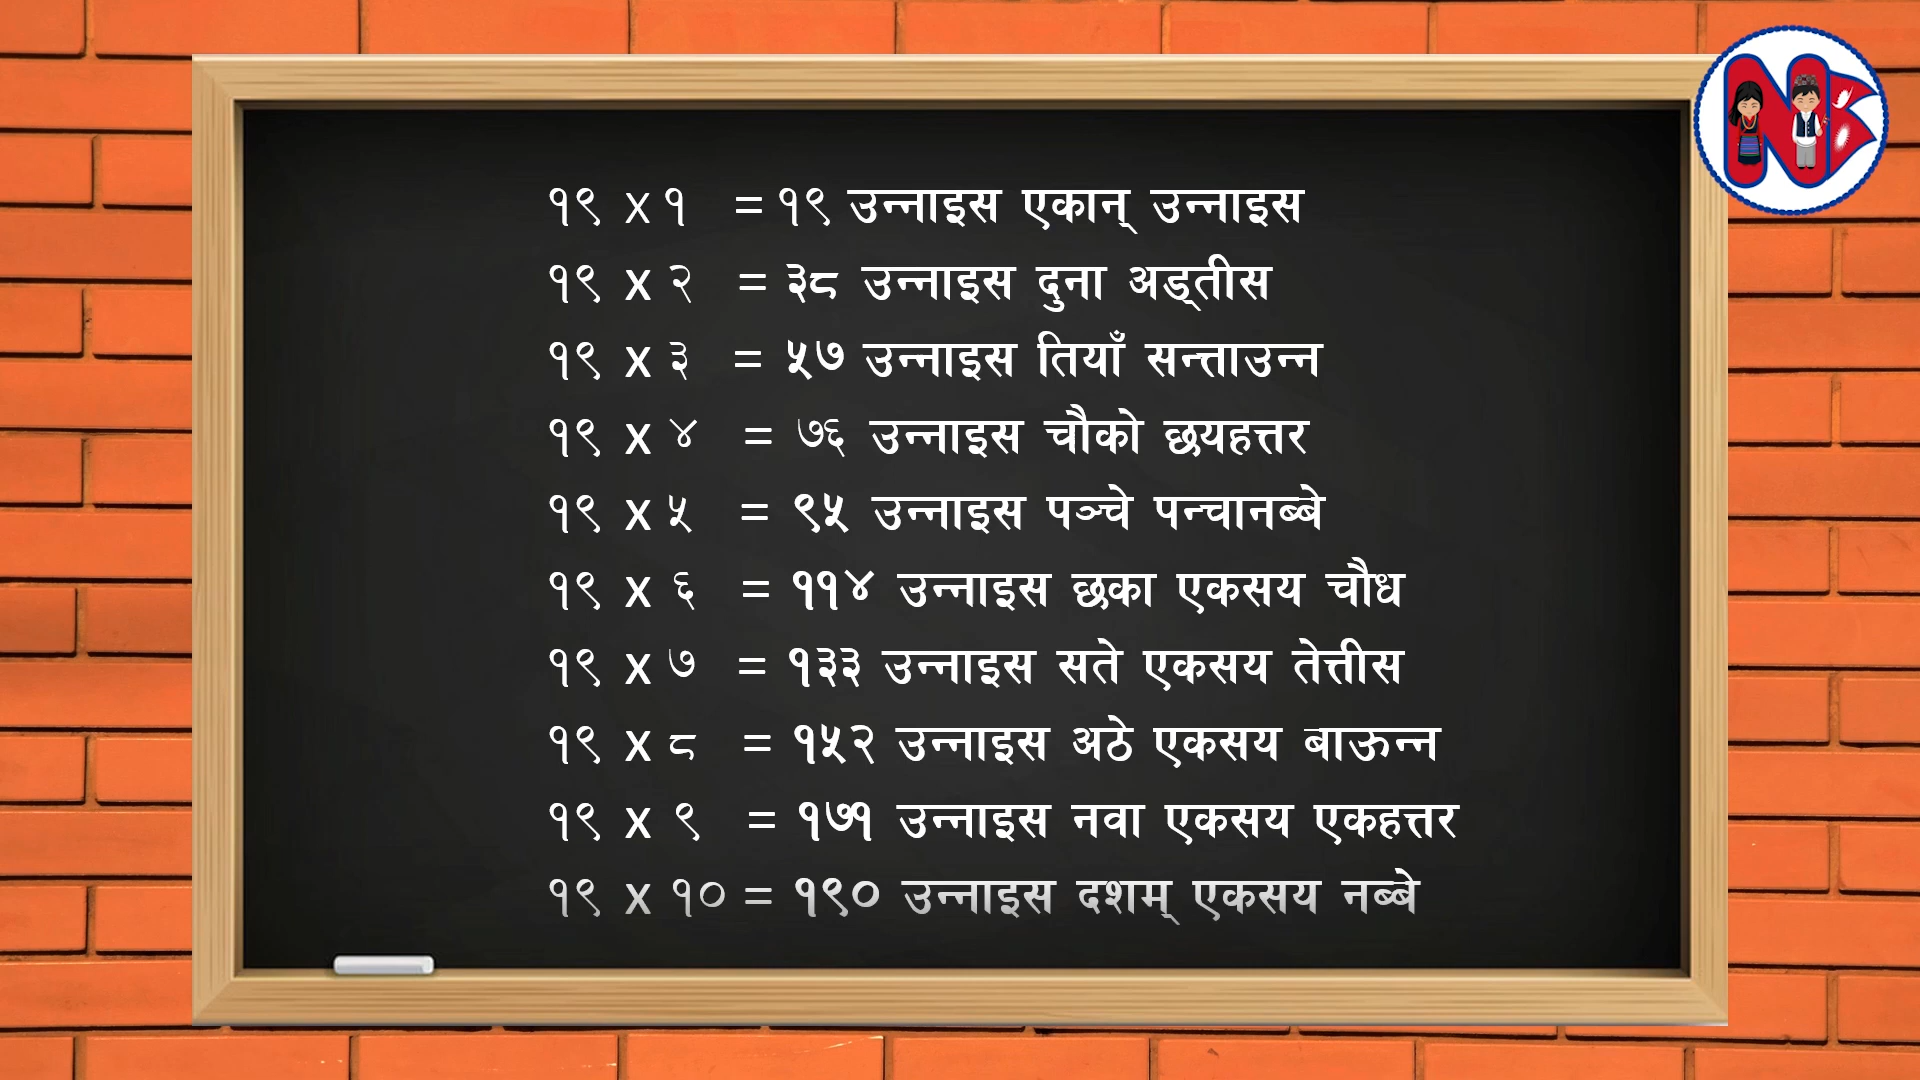 १९ x १ = १९ उन्नाइस एकान् उन्नाइस
१९ x २ = ३८ उन्नाइस दुना अड्तीस
१९ x ३ = ५७ उन्नाइस तियाँ सन्ताउन्न
१९ x ४ = ७६ उन्नाइस चौको छयहत्तर
१९ x ५ = ९५ उन्नाइस पञ्चे पन्चानब्बे
१९ x ६ = ११४ उन्नाइस छका एकसय चौध
१९ x ७ = १३३ उन्नाइस सते एकसय तेत्तीस
१९ x ८ = १५२ उन्नाइस अठे एकसय बाऊन्न
१९ x ९ = १७१ उन्नाइस नवा एकसय एकहत्तर
१९ x १० = १९० उन्नाइस दशम् एकसय नब्बे